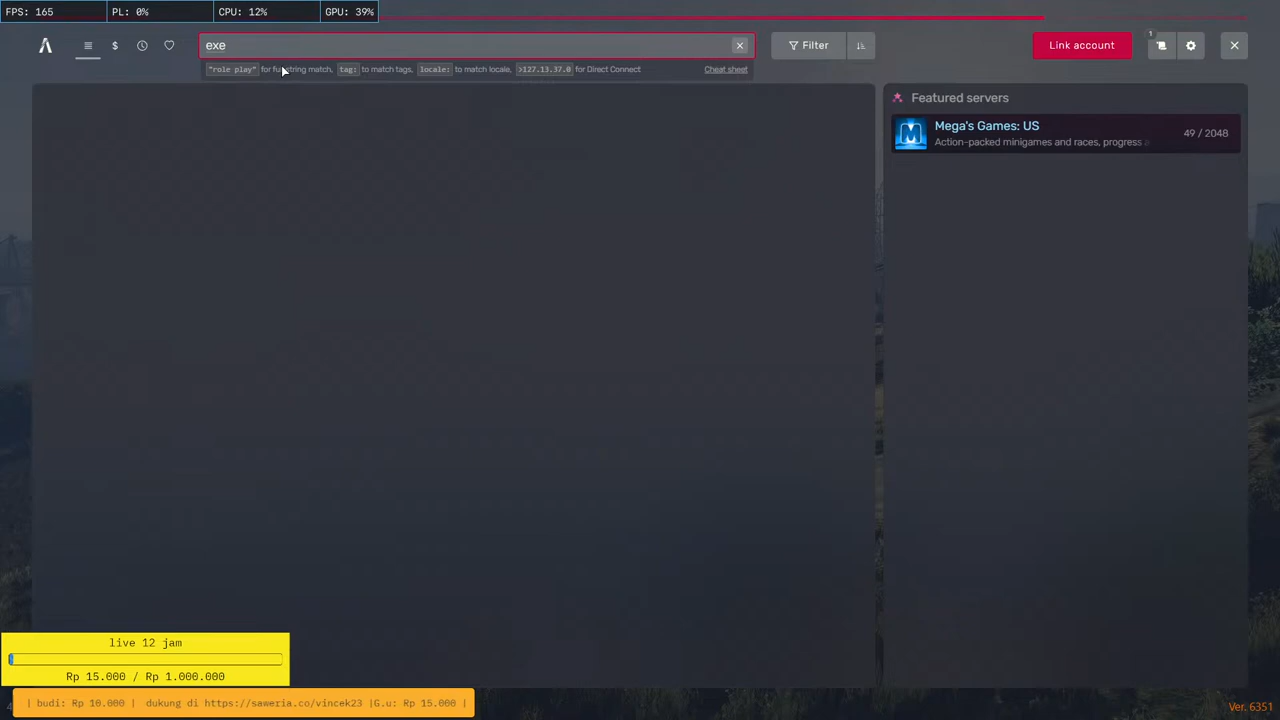 FPS: 165 PL: 0% CPU: 12% GPU: 39%
exe
Filter
Link account
1
"role play" for full string match, tag: to match tags, locale: to match locale, >127.13.37.0 for Direct Connect
Cheat sheet
Featured servers
Mega's Games: US
49 / 2048
Action-packed minigames and races, progress
live 12 jam
Rp 15.000 / Rp 1.000.000
| budi: Rp 10.000 | dukung di https://saweria.co/vincek23 |G.u: Rp 15.000 |
Ver. 6351